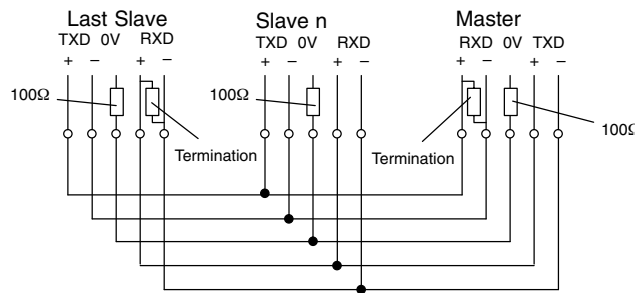 Last Slave Slave n Master
TXD 0V RXD TXD 0V RXD RXD 0V TXD
+ − + − + − + − + − + −
100Ω 100Ω 100Ω
Termination Termination